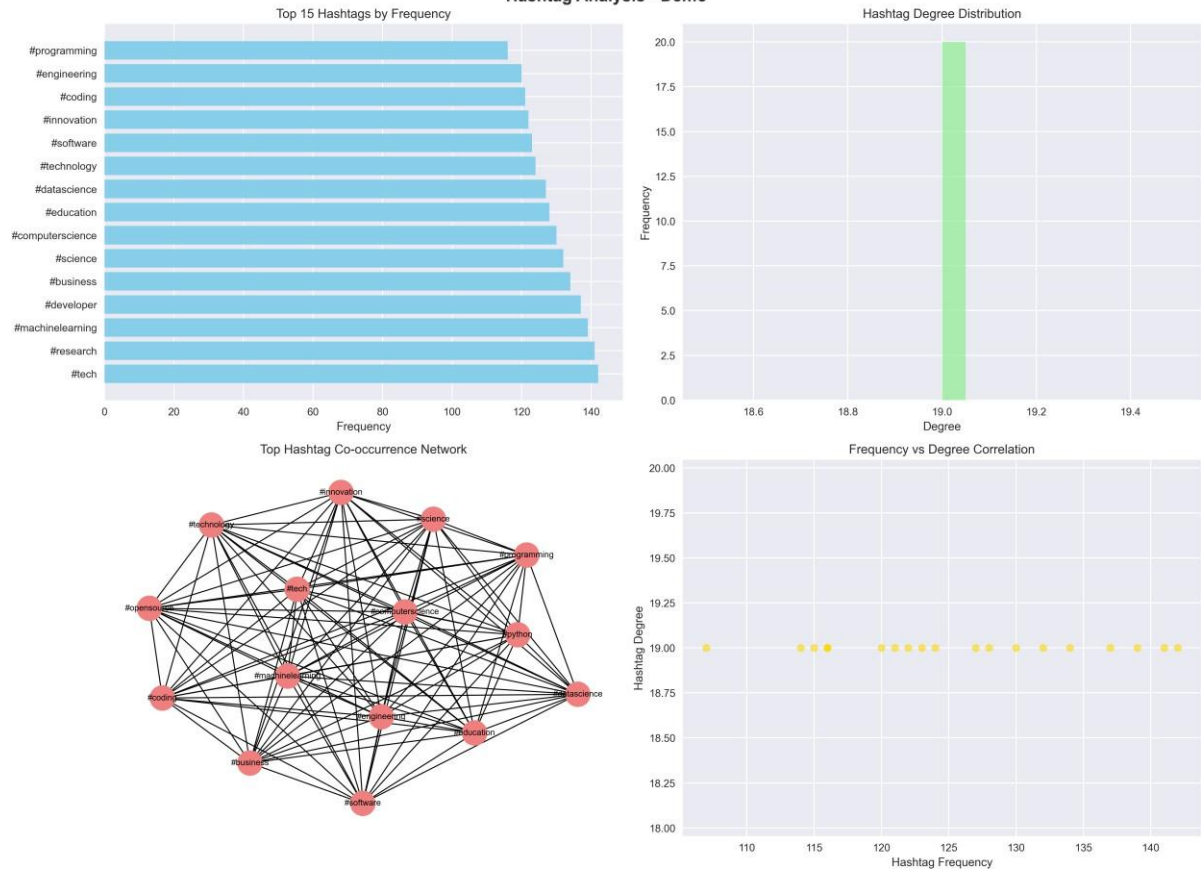 Hashtag Analysis - Demo
Top 15 Hashtags by Frequency
#programming
#engineering
#coding
#innovation
#software
#technology
#datascience
#education
#computerscience
#science
#business
#developer
#machinelearning
#research
#tech
0 20 40 60 80 100 120 140
Frequency
Hashtag Degree Distribution
Frequency
20.0
17.5
15.0
12.5
10.0
7.5
5.0
2.5
0.0
18.6 18.8 19.0 19.2 19.4
Degree
Top Hashtag Co-occurrence Network
#innovation
#science
#technology
#programming
#tech
#opensource
#computerscience
#python
#machinelearning
#datascience
#coding
#engineering
#education
#business
#software
Frequency vs Degree Correlation
Hashtag Degree
20.00
19.75
19.50
19.25
19.00
18.75
18.50
18.25
18.00
110 115 120 125 130 135 140
Hashtag Frequency